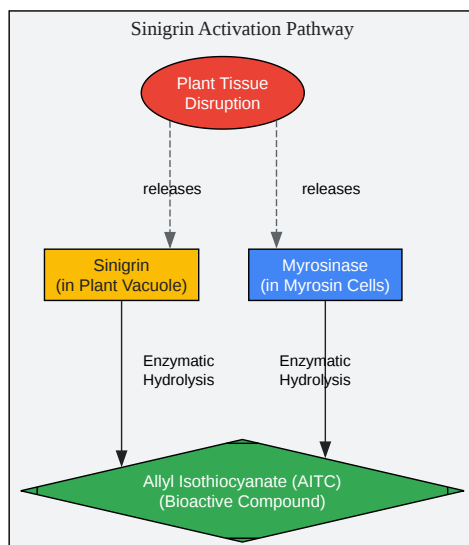 Sinigrin Activation Pathway
Plant Tissue
Disruption
releases
releases
Sinigrin
(in Plant Vacuole)
Myrosinase
(in Myrosin Cells)
Enzymatic
Hydrolysis
Enzymatic
Hydrolysis
Allyl Isothiocyanate (AITC)
(Bioactive Compound)